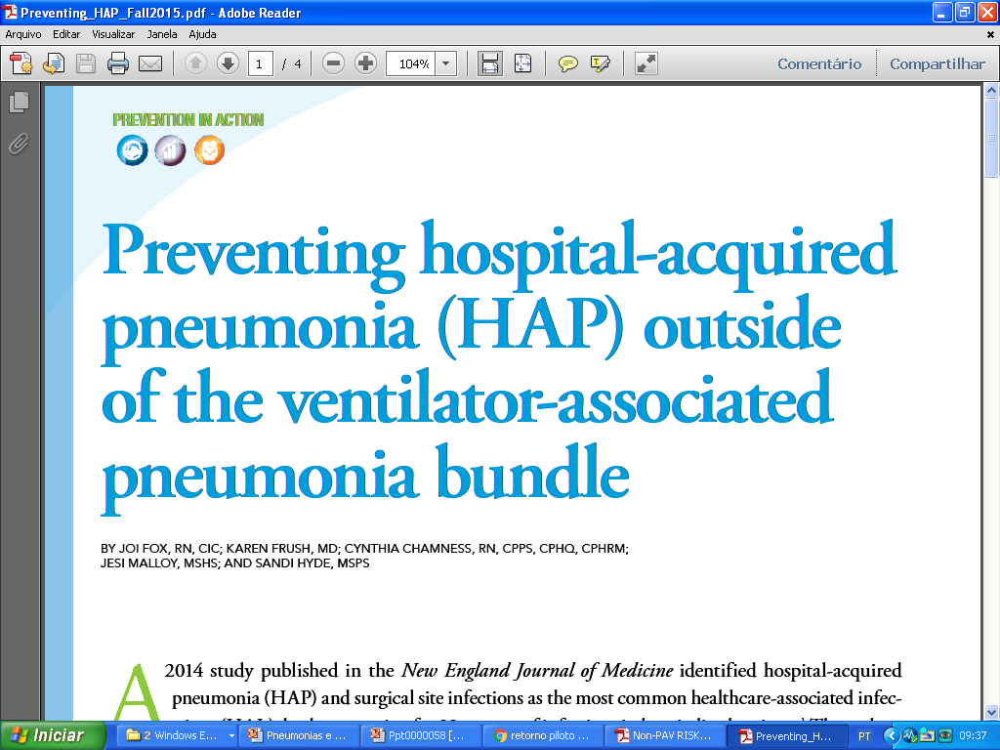 Preventing_HAP_Fall2015.pdf - Adobe Reader
Arquivo Editar Visualizar Janela Ajuda
1 / 4 104% Comentário Compartilhar
PREVENTION IN ACTION
Preventing hospital-acquired
pneumonia (HAP) outside
of the ventilator-associated
pneumonia bundle
BY JOI FOX, RN, CIC; KAREN FRUSH, MD; CYNTHIA CHAMNESS, RN, CPPS, CPHQ, CPHRM;
JESI MALLOY, MSHS; AND SANDI HYDE, MSPS
A 2014 study published in the New England Journal of Medicine identified hospital-acquired
pneumonia (HAP) and surgical site infections as the most common healthcare-associated infec-
Iniciar 2 Windows E... Pneumonias e ... Ppt0000058 [... retorno piloto ... Non-PAV RISK... Preventing_H... PT 09:37